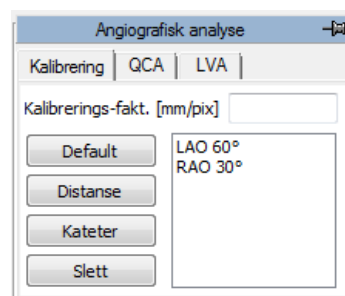 Angiografisk analyse
Kalibrering QCA LVA
Kalibrerings-fakt. [mm/pix]
Default
Distanse
Kateter
Slett
LAO 60°
RAO 30°